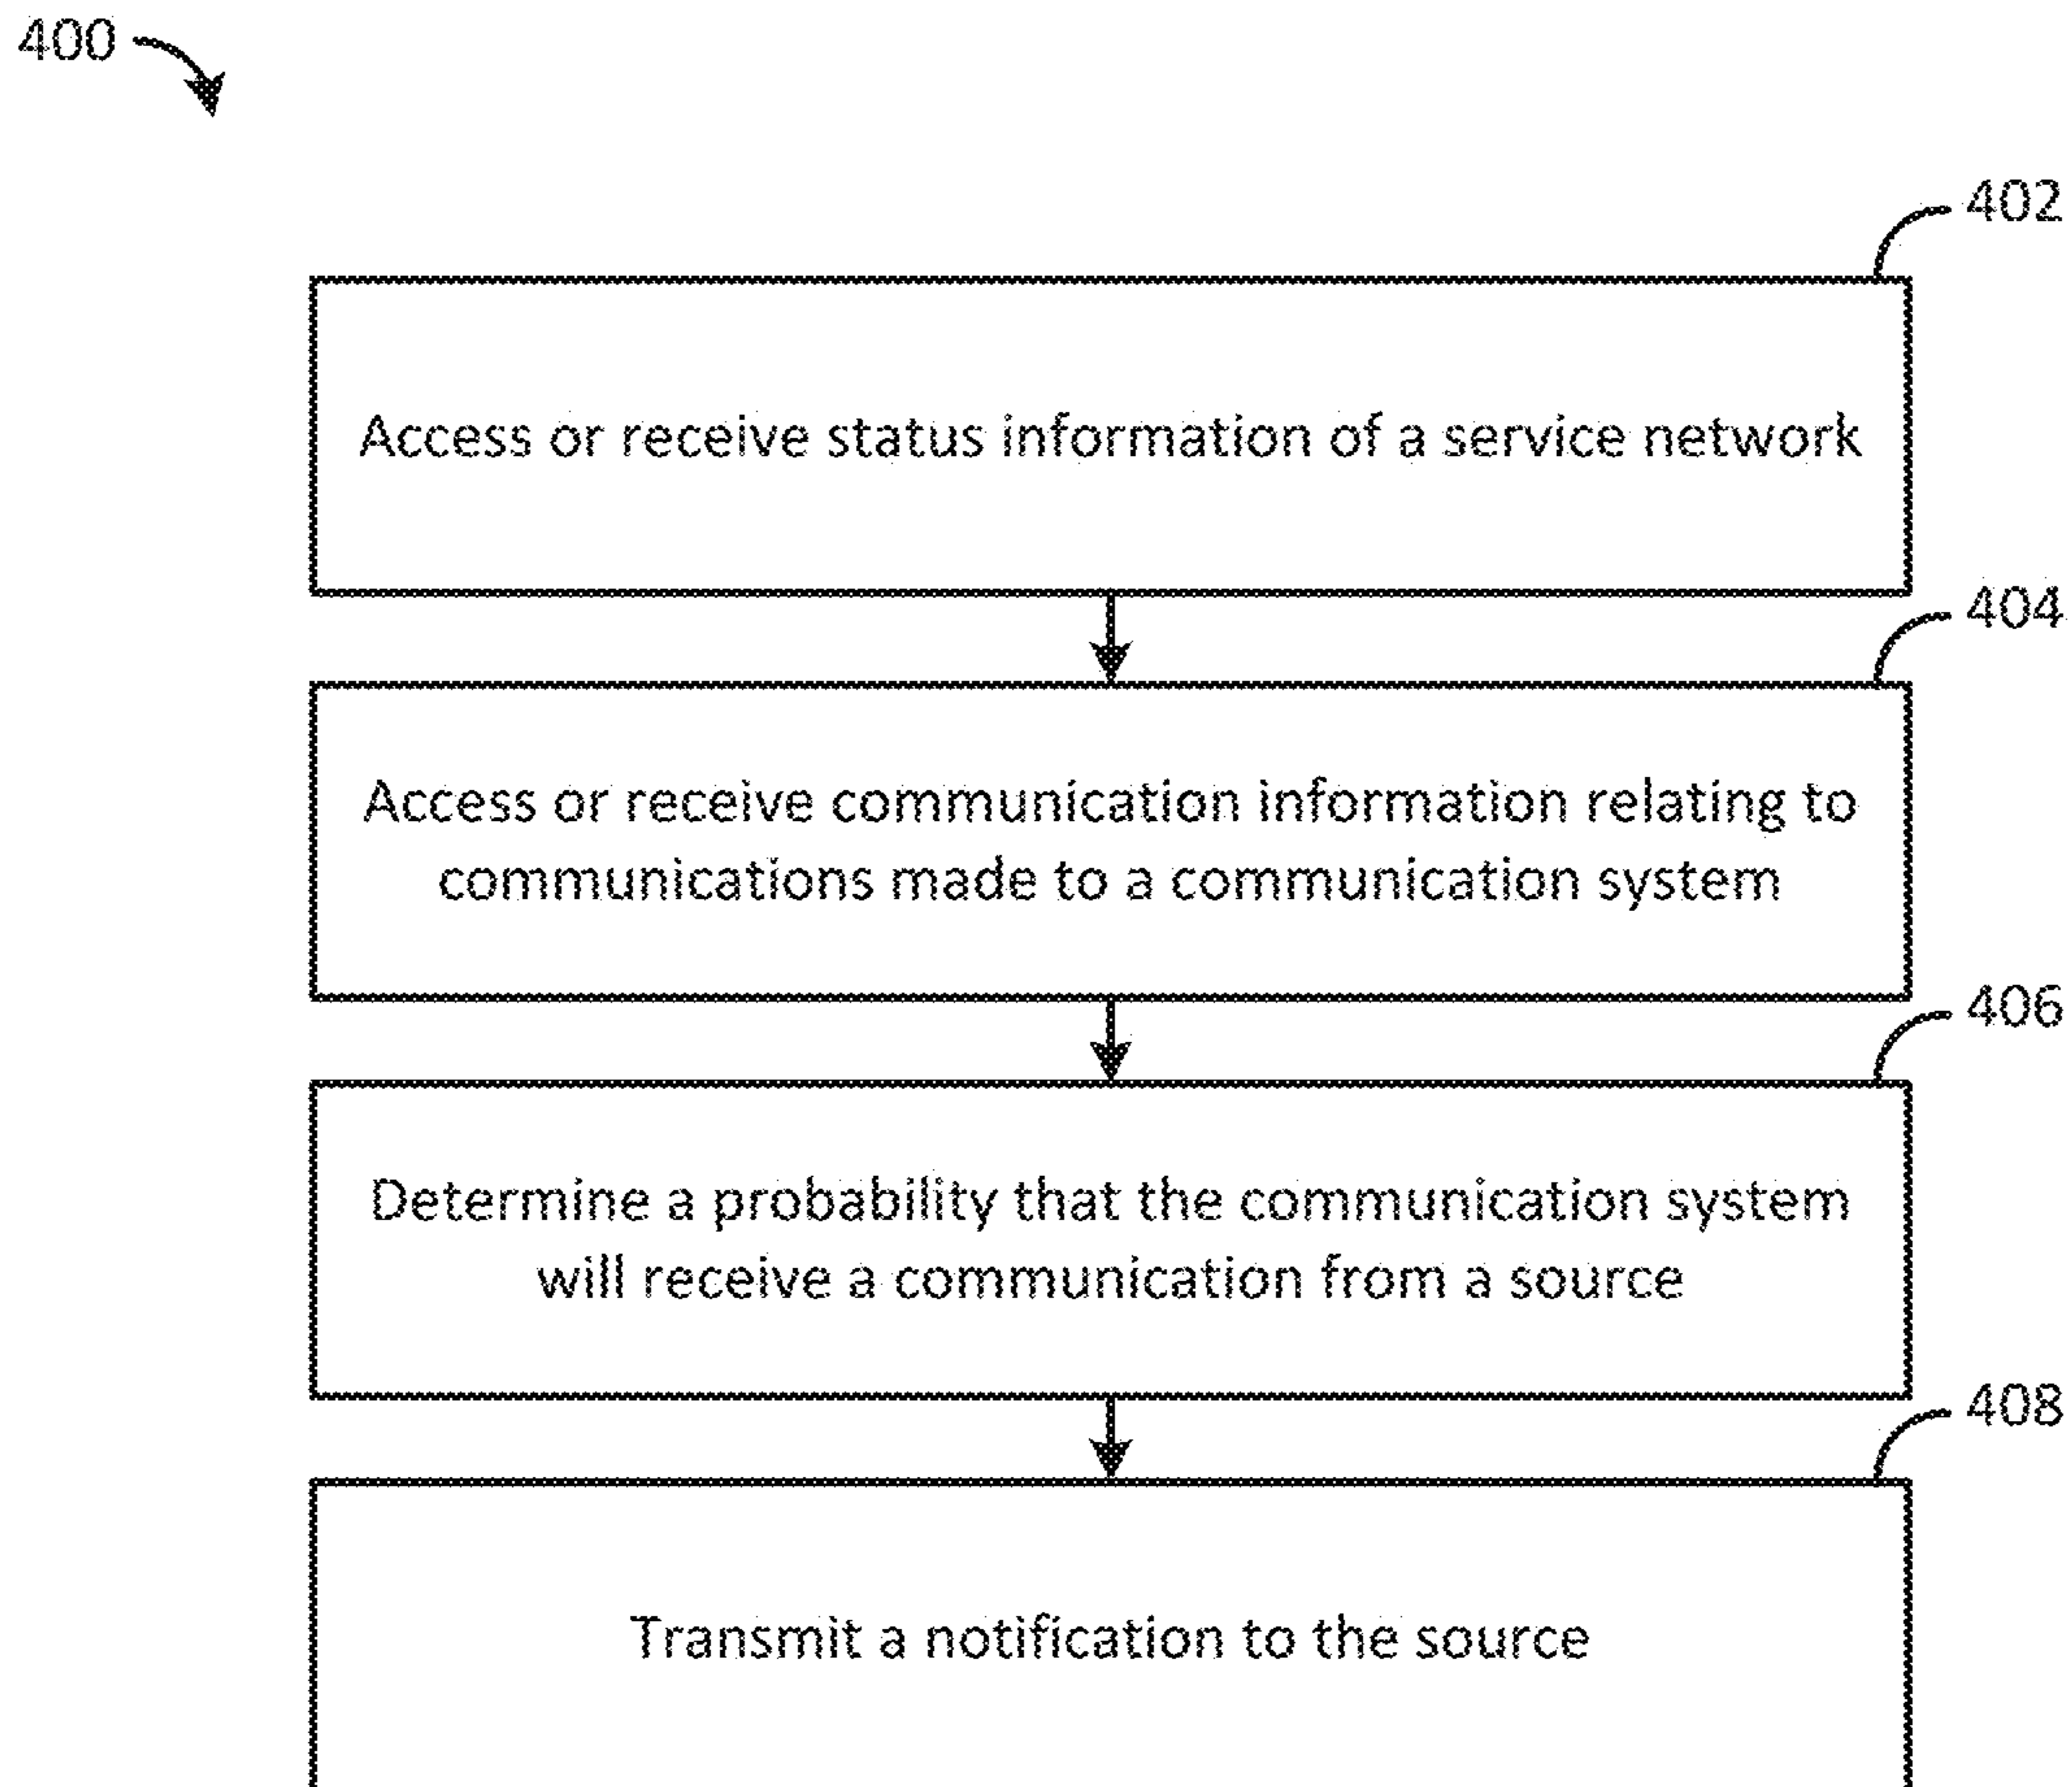 400
402
Access or receive status information of a service network
404
Access or receive communication information relating to
communications made to a communication system
406
Determine a probability that the communication system
will receive a communication from a source
408
Transmit a notification to the source